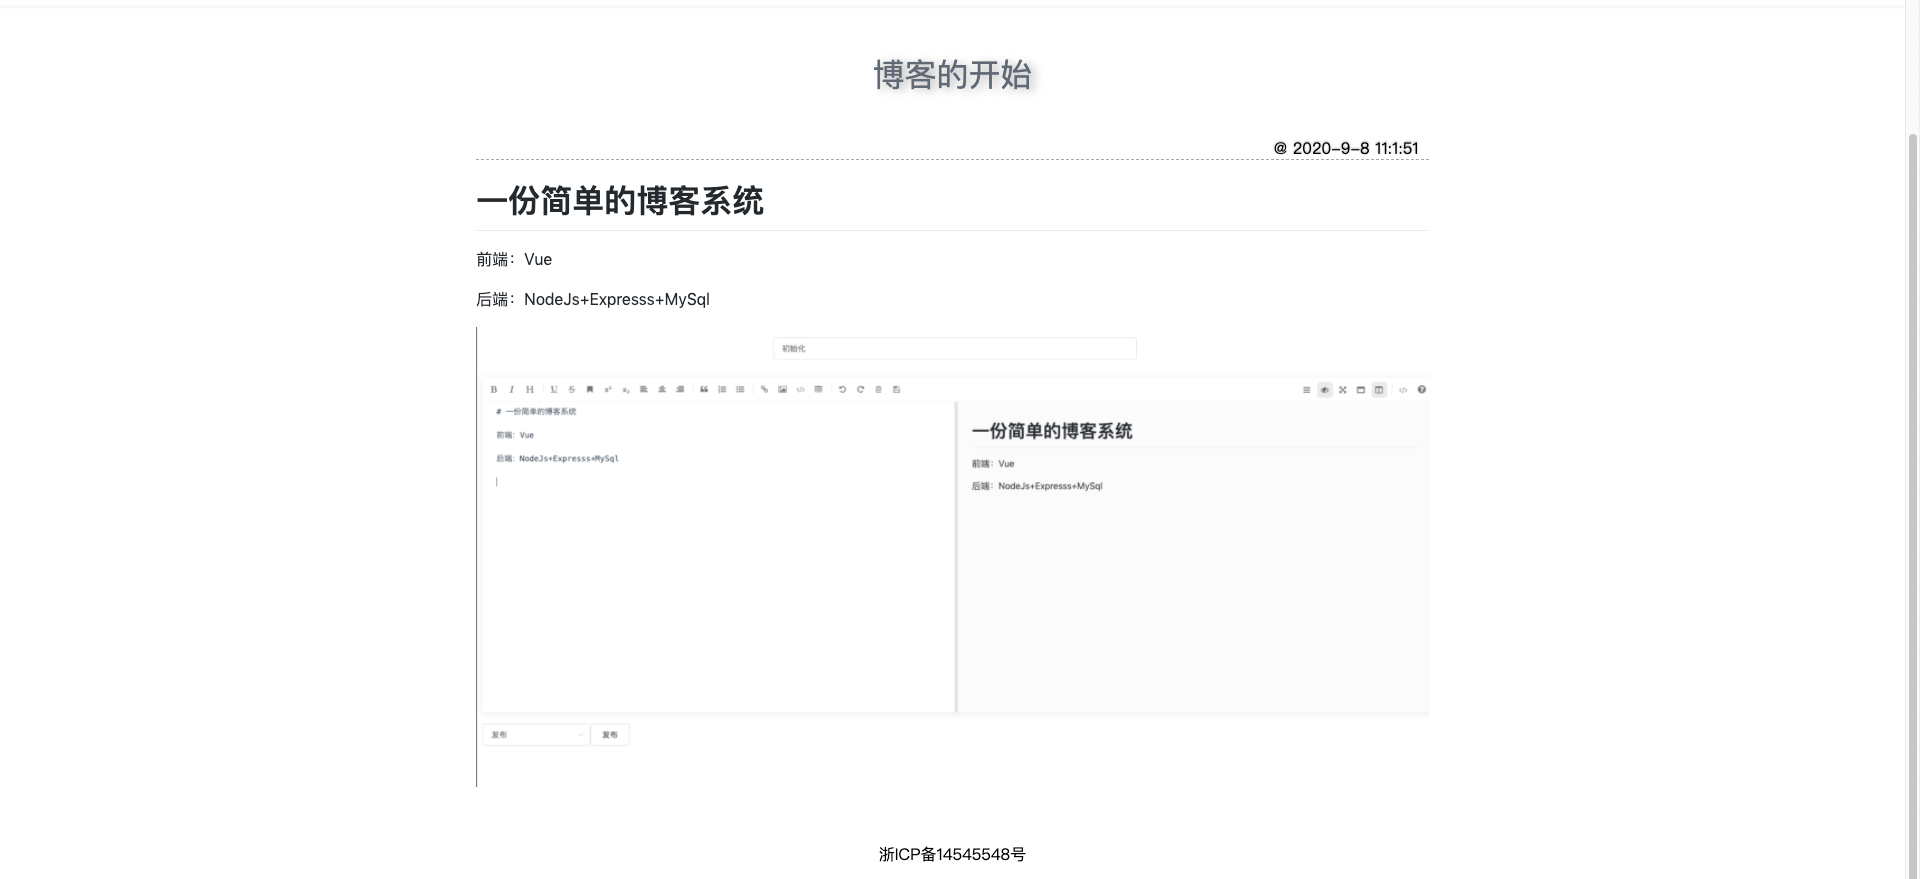 博客的开始
@ 2020-9-8 11:1:51
一份简单的博客系统
前端：Vue
后端：NodeJs+Expresss+MySql
初始化
# 一份简单的博客系统
前端：Vue
后端：NodeJs+Expresss+MySql
一份简单的博客系统
前端：Vue
后端：NodeJs+Expresss+MySql
发布 发布
浙ICP备14545548号